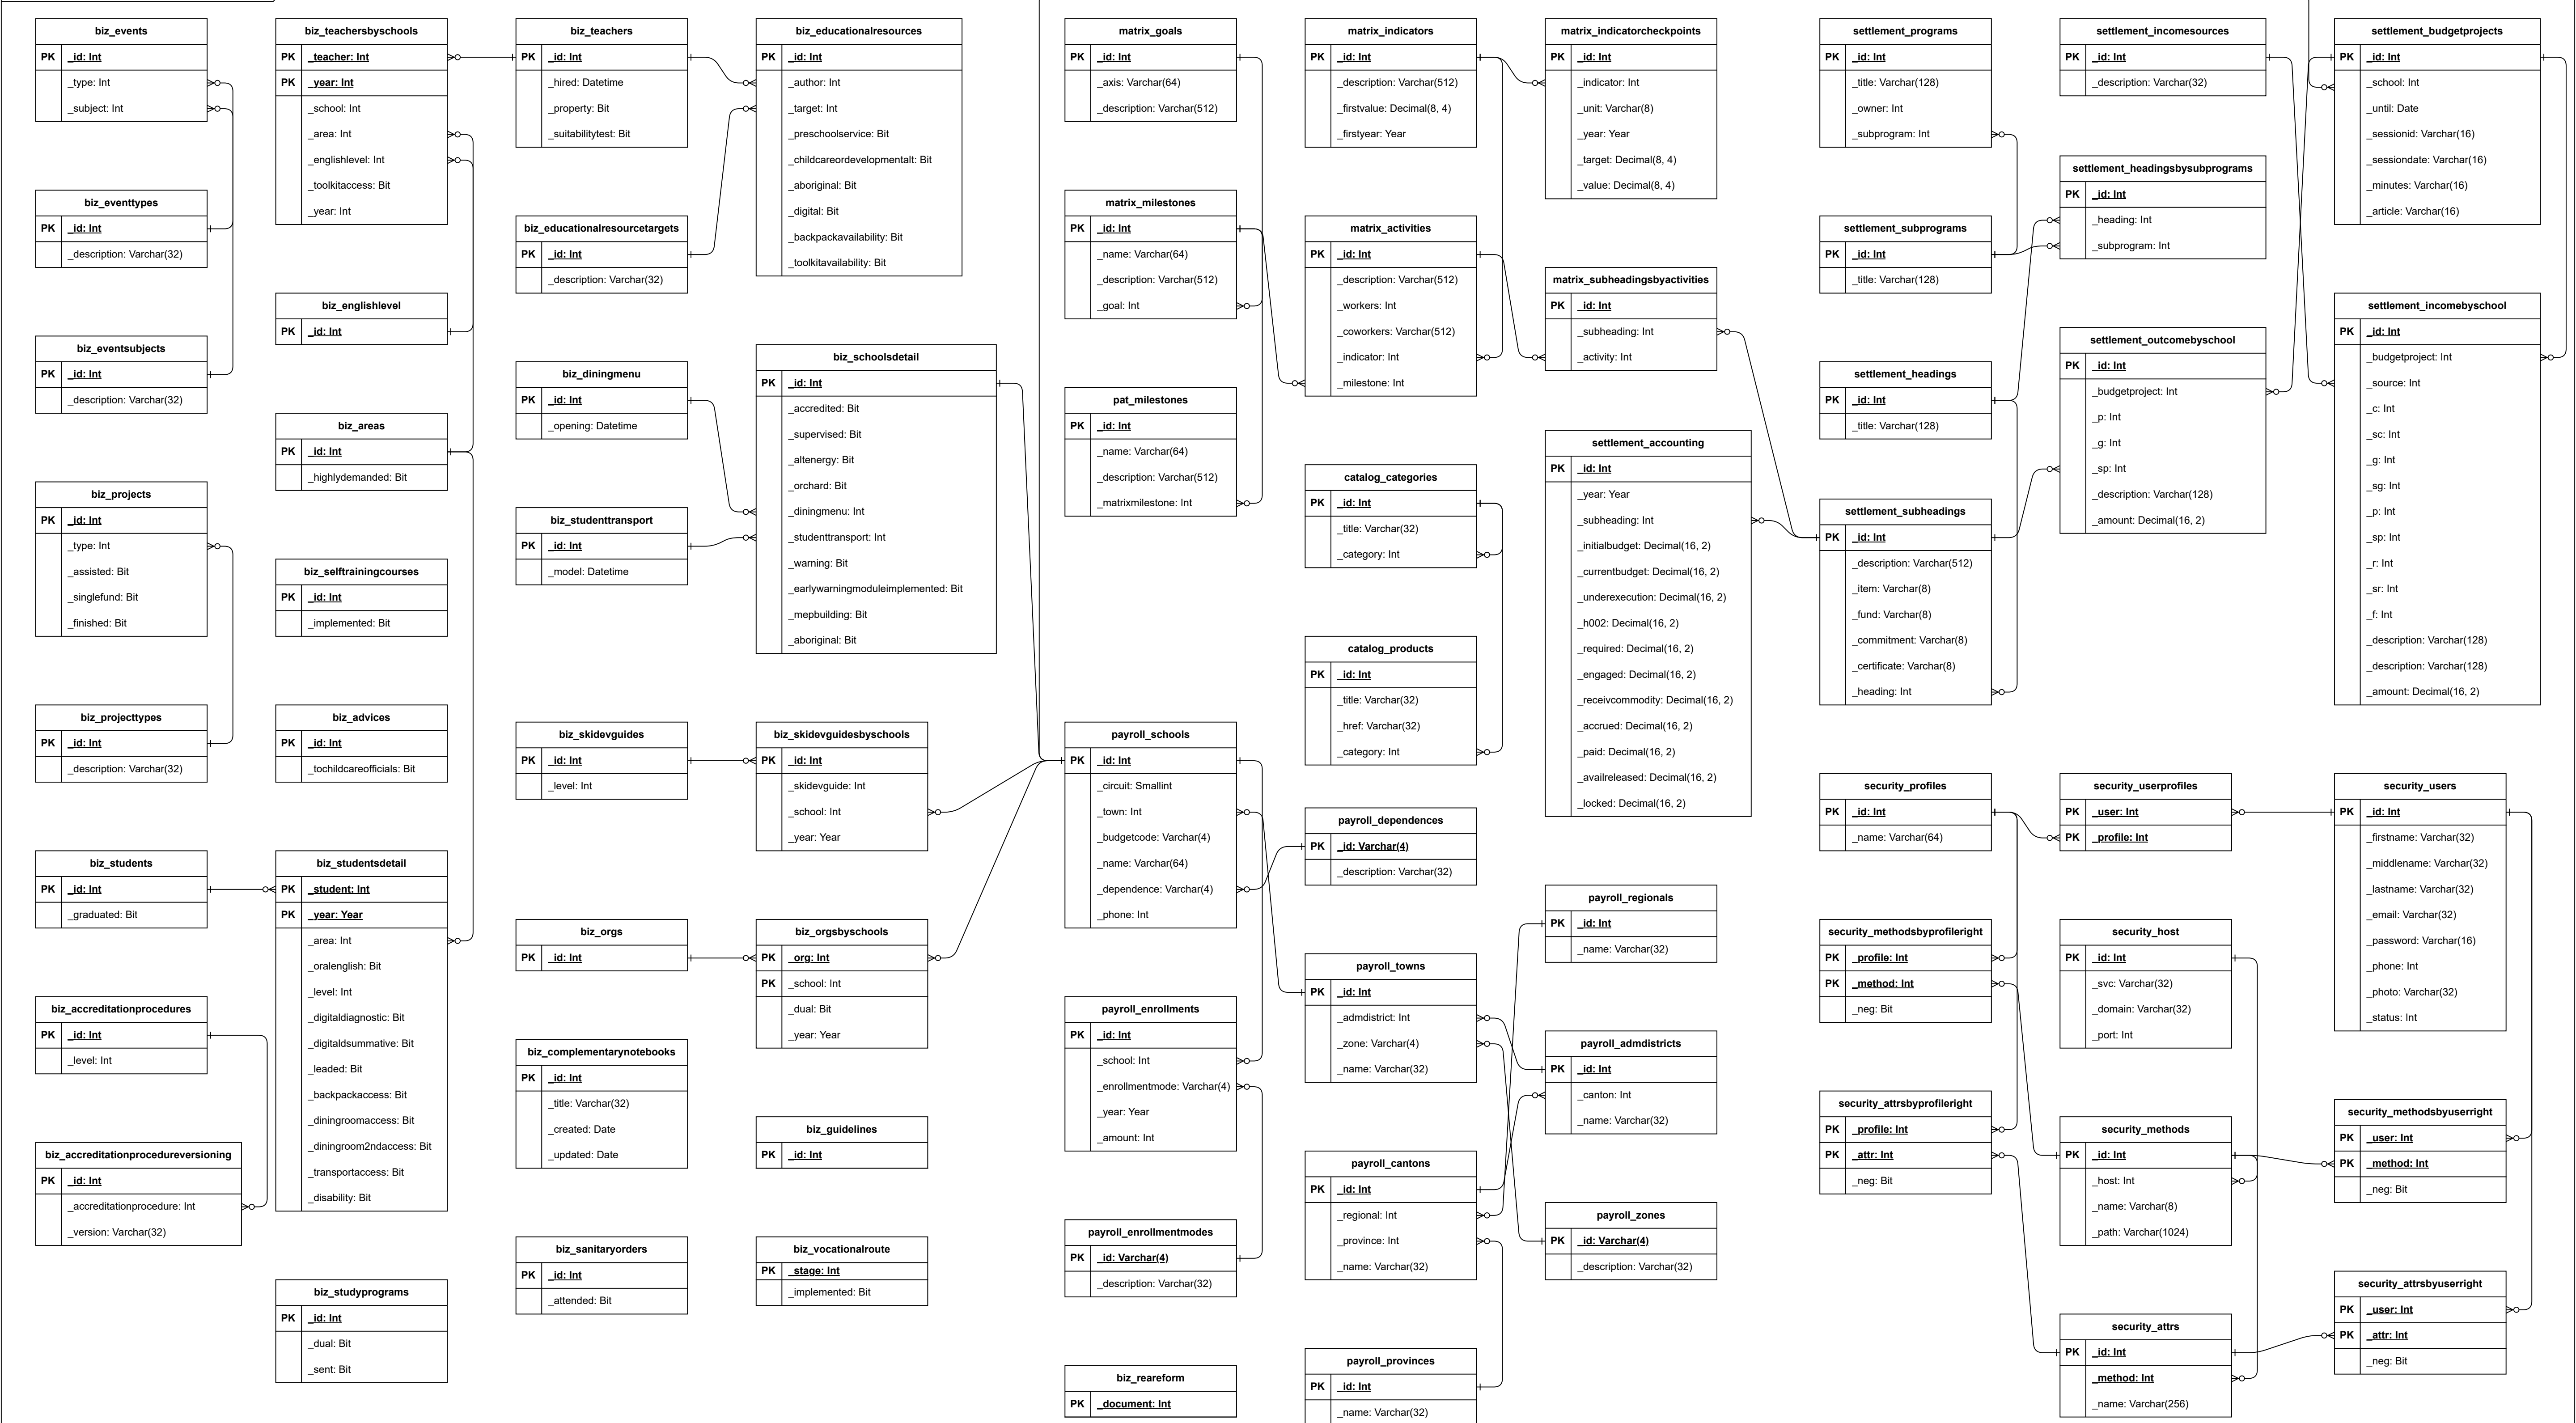 biz_events
PK _id: Int
_type: Int
_subject: Int
biz_eventtypes
PK _id: Int
_description: Varchar(32)
biz_eventsubjects
PK _id: Int
_description: Varchar(32)
biz_projects
PK _id: Int
_type: Int
_assisted: Bit
_singlefund: Bit
_finished: Bit
biz_projecttypes
PK _id: Int
_description: Varchar(32)
biz_students
PK _id: Int
_graduated: Bit
biz_accreditationprocedures
PK _id: Int
_level: Int
biz_accreditationprocedureversioning
PK _id: Int
_accreditationprocedure: Int
_version: Varchar(32)
biz_teachersbyschools
PK _teacher: Int
PK _year: Int
_school: Int
_area: Int
_englishlevel: Int
_toolkitaccess: Bit
_year: Int
biz_englishlevel
PK _id: Int
biz_areas
PK _id: Int
_highlydemanded: Bit
biz_selftrainingcourses
PK _id: Int
_implemented: Bit
biz_advices
PK _id: Int
_tochildcareofficials: Bit
biz_studentsdetail
PK _student: Int
PK _year: Year
_area: Int
_oralenglish: Bit
_level: Int
_digitaldiagnostic: Bit
_digitaldsummative: Bit
_leaded: Bit
_backpackaccess: Bit
_diningroomaccess: Bit
_diningroom2ndaccess: Bit
_transportaccess: Bit
_disability: Bit
biz_studyprograms
PK _id: Int
_dual: Bit
_sent: Bit
biz_teachers
PK _id: Int
_hired: Datetime
_property: Bit
_suitabilitytest: Bit
biz_educationalresourcetargets
PK _id: Int
_description: Varchar(32)
biz_diningmenu
PK _id: Int
_opening: Datetime
biz_studenttransport
PK _id: Int
_model: Datetime
biz_skidevguides
PK _id: Int
_level: Int
biz_orgs
PK _id: Int
biz_complementarynotebooks
PK _id: Int
_title: Varchar(32)
_created: Date
_updated: Date
biz_sanitaryorders
PK _id: Int
_attended: Bit
biz_educationalresources
PK _id: Int
_author: Int
_target: Int
_preschoolservice: Bit
_childcareordevelopmentalt: Bit
_aboriginal: Bit
_digital: Bit
_backpackavailability: Bit
_toolkitavailability: Bit
biz_schoolsdetail
PK _id: Int
_accredited: Bit
_supervised: Bit
_altenergy: Bit
_orchard: Bit
_diningmenu: Int
_studenttransport: Int
_warning: Bit
_earlywarningmoduleimplemented: Bit
_mepbuilding: Bit
_aboriginal: Bit
biz_skidevguidesbyschools
PK _id: Int
_skidevguide: Int
_school: Int
_year: Year
biz_orgsbyschools
PK _org: Int
PK _school: Int
_dual: Bit
_year: Year
biz_guidelines
PK _id: Int
biz_vocationalroute
PK _stage: Int
_implemented: Bit
matrix_goals
PK _id: Int
_axis: Varchar(64)
_description: Varchar(512)
matrix_milestones
PK _id: Int
_name: Varchar(64)
_description: Varchar(512)
_goal: Int
pat_milestones
PK _id: Int
_name: Varchar(64)
_description: Varchar(512)
_matrixmilestone: Int
payroll_schools
PK _id: Int
_circuit: Smallint
_town: Int
_budgetcode: Varchar(4)
_name: Varchar(64)
_dependence: Varchar(4)
_phone: Int
payroll_enrollments
PK _id: Int
_school: Int
_enrollmentmode: Varchar(4)
_year: Year
_amount: Int
payroll_enrollmentmodes
PK _id: Varchar(4)
_description: Varchar(32)
biz_reareform
PK _document: Int
matrix_indicators
PK _id: Int
_description: Varchar(512)
_firstvalue: Decimal(8, 4)
_firstyear: Year
matrix_activities
PK _id: Int
_description: Varchar(512)
_workers: Int
_coworkers: Varchar(512)
_indicator: Int
_milestone: Int
catalog_categories
PK _id: Int
_title: Varchar(32)
_category: Int
catalog_products
PK _id: Int
_title: Varchar(32)
_href: Varchar(32)
_category: Int
payroll_dependences
PK _id: Varchar(4)
_description: Varchar(32)
payroll_towns
PK _id: Int
_admdistrict: Int
_zone: Varchar(4)
_name: Varchar(32)
payroll_cantons
PK _id: Int
_regional: Int
_province: Int
_name: Varchar(32)
payroll_provinces
PK _id: Int
_name: Varchar(32)
matrix_indicatorcheckpoints
PK _id: Int
_indicator: Int
_unit: Varchar(8)
_year: Year
_target: Decimal(8, 4)
_value: Decimal(8, 4)
matrix_subheadingsbyactivities
PK _id: Int
_subheading: Int
_activity: Int
settlement_accounting
PK _id: Int
_year: Year
_subheading: Int
_initialbudget: Decimal(16, 2)
_currentbudget: Decimal(16, 2)
_underexecution: Decimal(16, 2)
_h002: Decimal(16, 2)
_required: Decimal(16, 2)
_engaged: Decimal(16, 2)
_receivcommodity: Decimal(16, 2)
_accrued: Decimal(16, 2)
_paid: Decimal(16, 2)
_availreleased: Decimal(16, 2)
_locked: Decimal(16, 2)
payroll_regionals
PK _id: Int
_name: Varchar(32)
payroll_admdistricts
PK _id: Int
_canton: Int
_name: Varchar(32)
payroll_zones
PK _id: Varchar(4)
_description: Varchar(32)
settlement_programs
PK _id: Int
_title: Varchar(128)
_owner: Int
_subprogram: Int
settlement_subprograms
PK _id: Int
_title: Varchar(128)
settlement_headings
PK _id: Int
_title: Varchar(128)
settlement_subheadings
PK _id: Int
_description: Varchar(512)
_item: Varchar(8)
_fund: Varchar(8)
_commitment: Varchar(8)
_certificate: Varchar(8)
_heading: Int
security_profiles
PK _id: Int
_name: Varchar(64)
security_methodsbyprofileright
PK _profile: Int
PK _method: Int
_neg: Bit
security_attrsbyprofileright
PK _profile: Int
PK _attr: Int
_neg: Bit
settlement_incomesources
PK _id: Int
_description: Varchar(32)
settlement_headingsbysubprograms
PK _id: Int
_heading: Int
_subprogram: Int
settlement_outcomebyschool
PK _id: Int
_budgetproject: Int
_p: Int
_g: Int
_sp: Int
_description: Varchar(128)
_amount: Decimal(16, 2)
security_userprofiles
PK _user: Int
PK _profile: Int
security_host
PK _id: Int
_svc: Varchar(32)
_domain: Varchar(32)
_port: Int
security_methods
PK _id: Int
_host: Int
_name: Varchar(8)
_path: Varchar(1024)
security_attrs
PK _id: Int
_method: Int
_name: Varchar(256)
settlement_budgetprojects
PK _id: Int
_school: Int
_until: Date
_sessionid: Varchar(16)
_sessiondate: Varchar(16)
_minutes: Varchar(16)
_article: Varchar(16)
settlement_incomebyschool
PK _id: Int
_budgetproject: Int
_source: Int
_c: Int
_sc: Int
_g: Int
_sg: Int
_p: Int
_sp: Int
_r: Int
_sr: Int
_f: Int
_description: Varchar(128)
_description: Varchar(128)
_amount: Decimal(16, 2)
security_users
PK _id: Int
_firstname: Varchar(32)
_middlename: Varchar(32)
_lastname: Varchar(32)
_email: Varchar(32)
_password: Varchar(16)
_phone: Int
_photo: Varchar(32)
_status: Int
security_methodsbyuserright
PK _user: Int
PK _method: Int
_neg: Bit
security_attrsbyuserright
PK _user: Int
PK _attr: Int
_neg: Bit